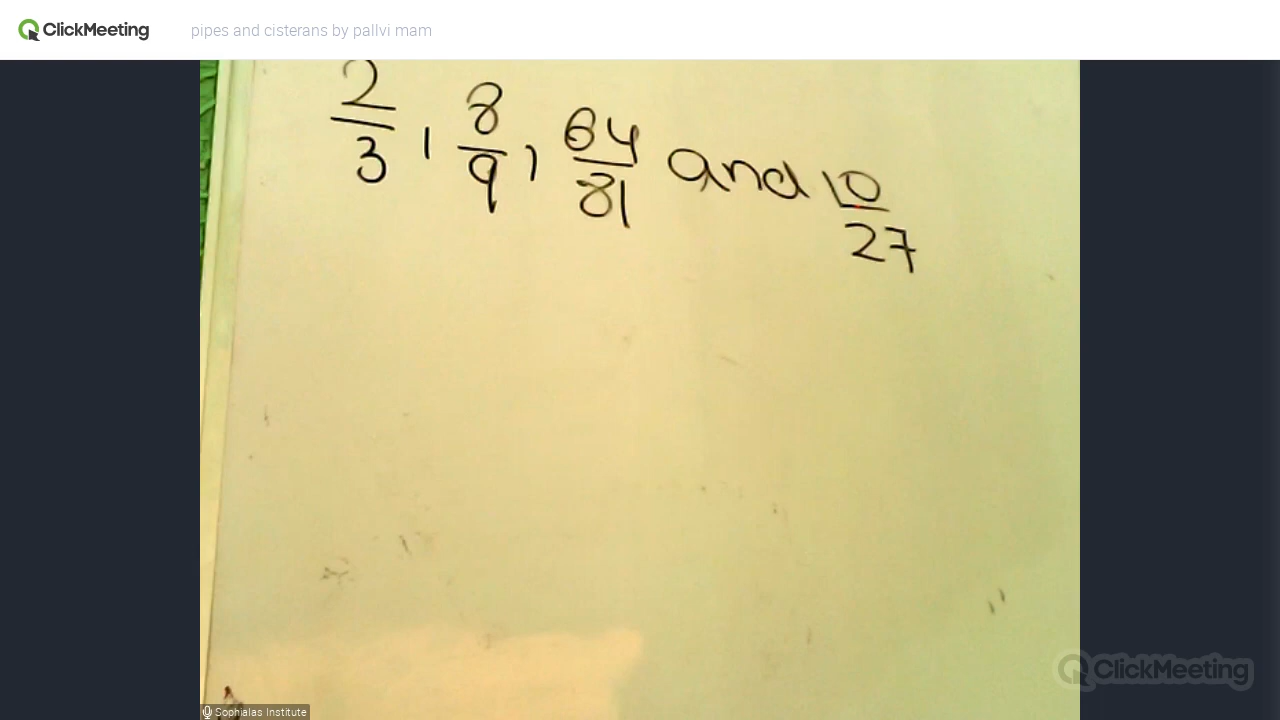 ClickMeeting pipes and cisterans by pallvi mam
2/3, 8/9, 64/81 and 10/27
ClickMeeting
Sophialas Institute